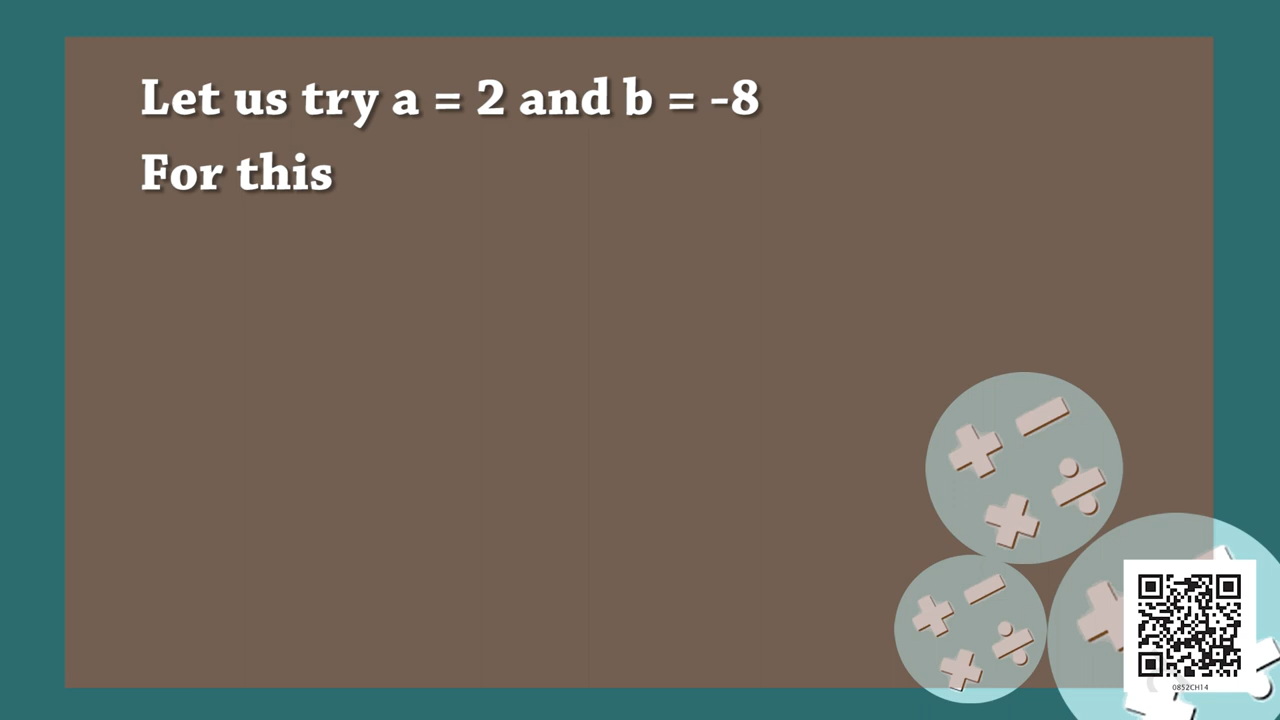 Let us try a = 2 and b = -8
For this
0852CH14